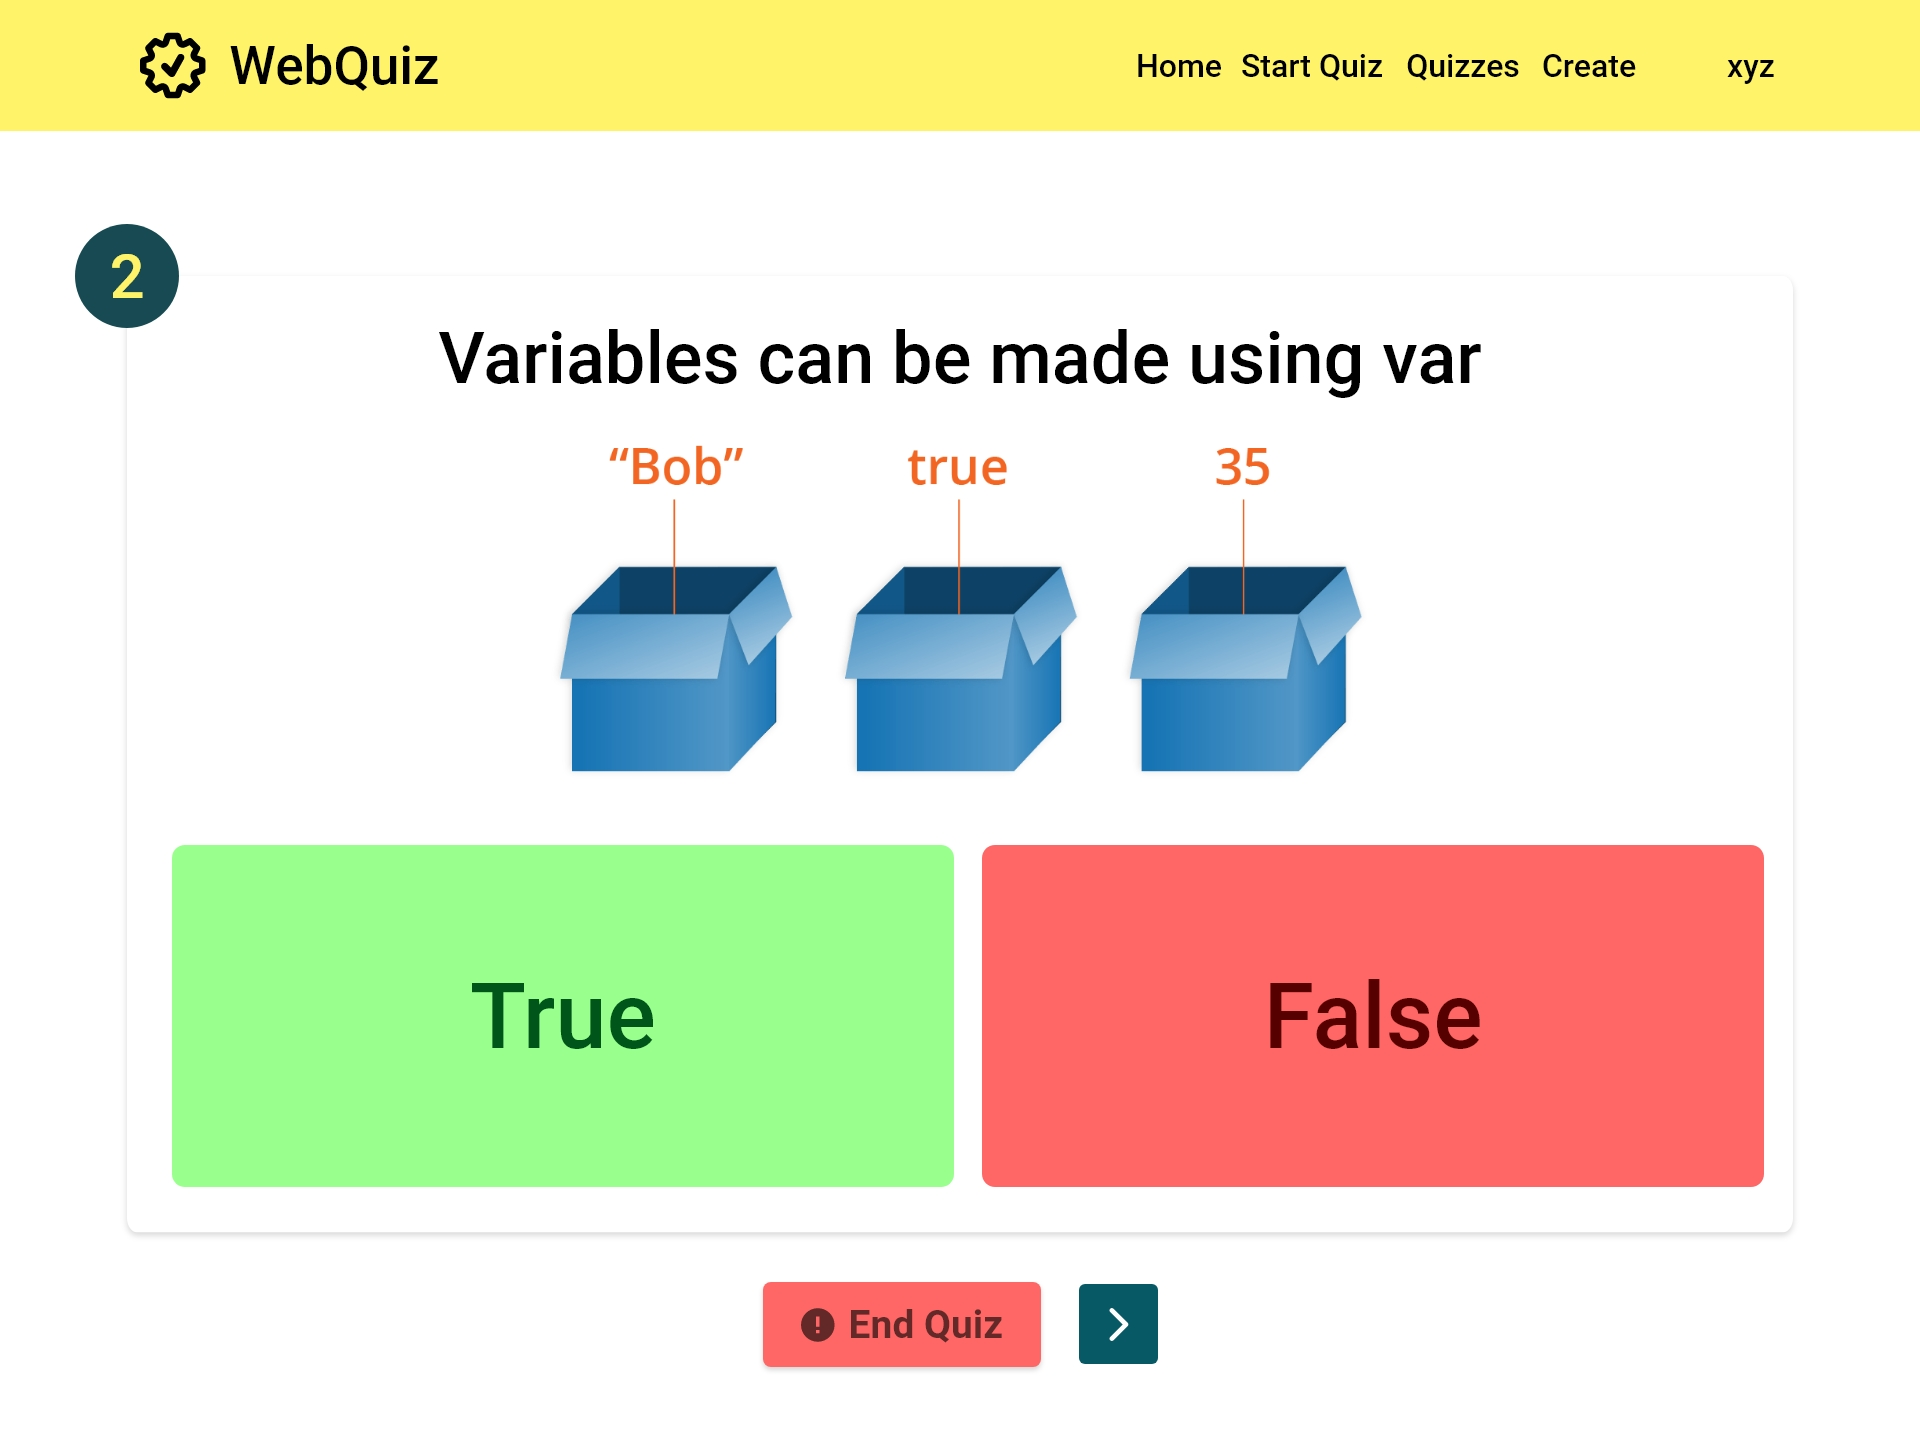 WebQuiz
Home Start Quiz Quizzes Create xyz
2
Variables can be made using var
“Bob” true 35
True False
End Quiz